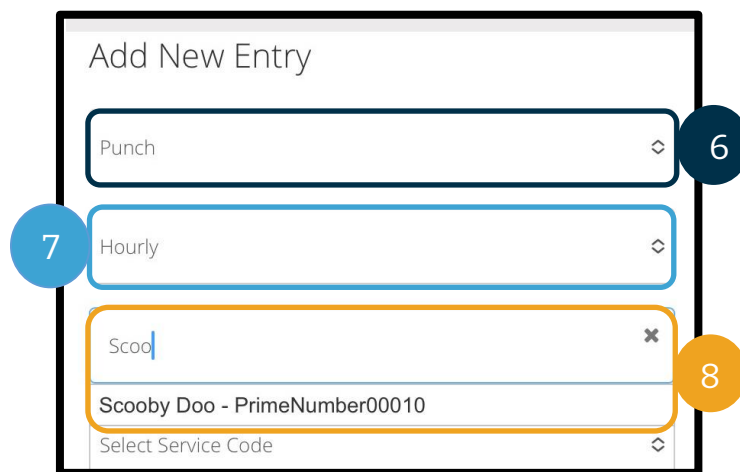 Add New Entry
Punch
6
7
Hourly
Scoo
8
Scooby Doo - PrimeNumber00010
Select Service Code